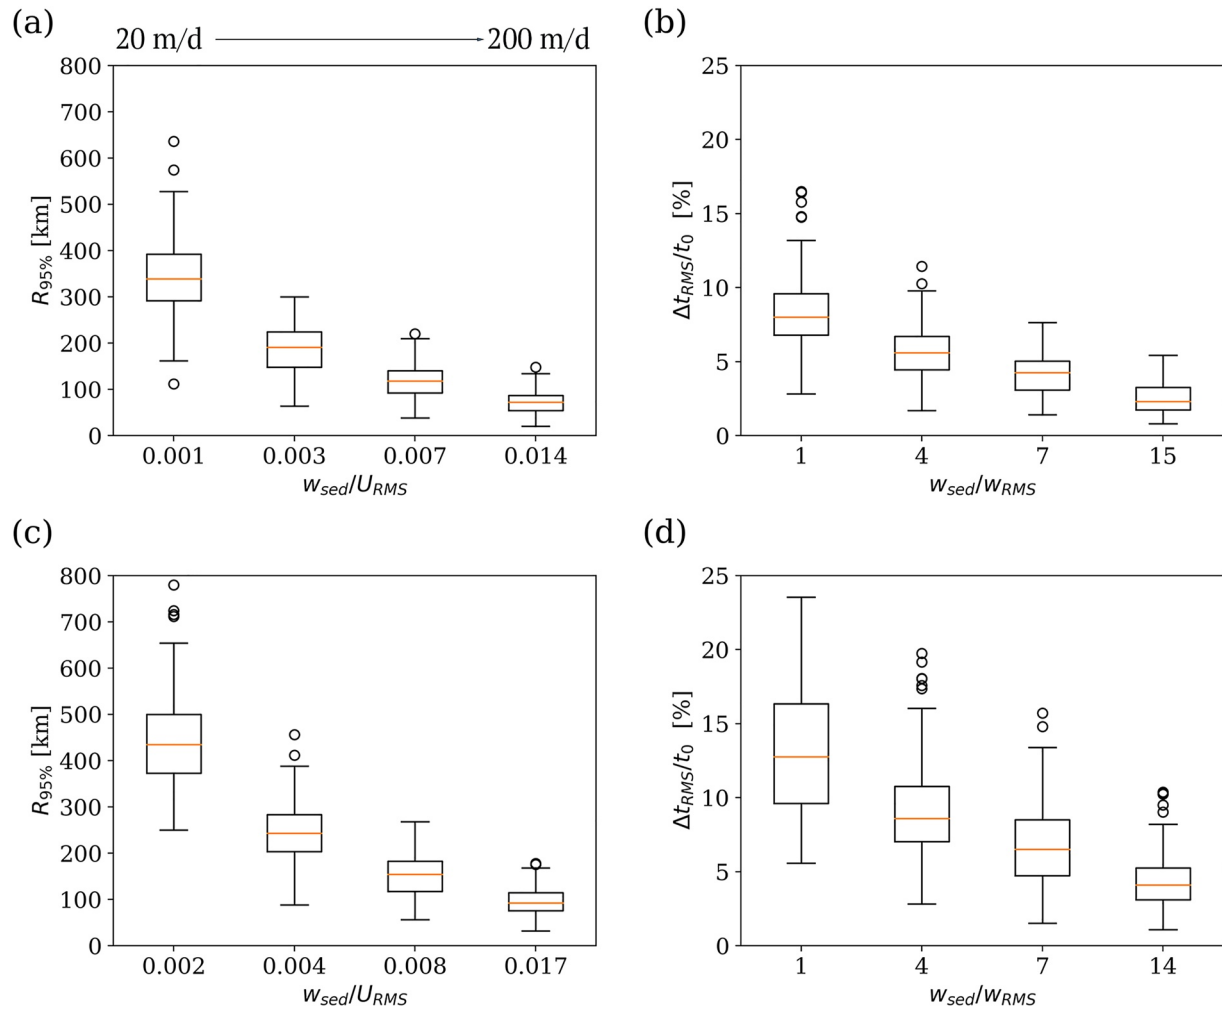 (a)
20 m/d 200 m/d
800
700
600
500
400
300
200
100
0
R95% [km]
0.001 0.003 0.007 0.014
wsed/URMS
(b)
25
20
15
10
5
0
ΔtRMS/t0 [%]
1 4 7 15
wsed/wRMS
(c)
800
700
600
500
400
300
200
100
0
R95% [km]
0.002 0.004 0.008 0.017
wsed/URMS
(d)
25
20
15
10
5
0
ΔtRMS/t0 [%]
1 4 7 14
wsed/wRMS